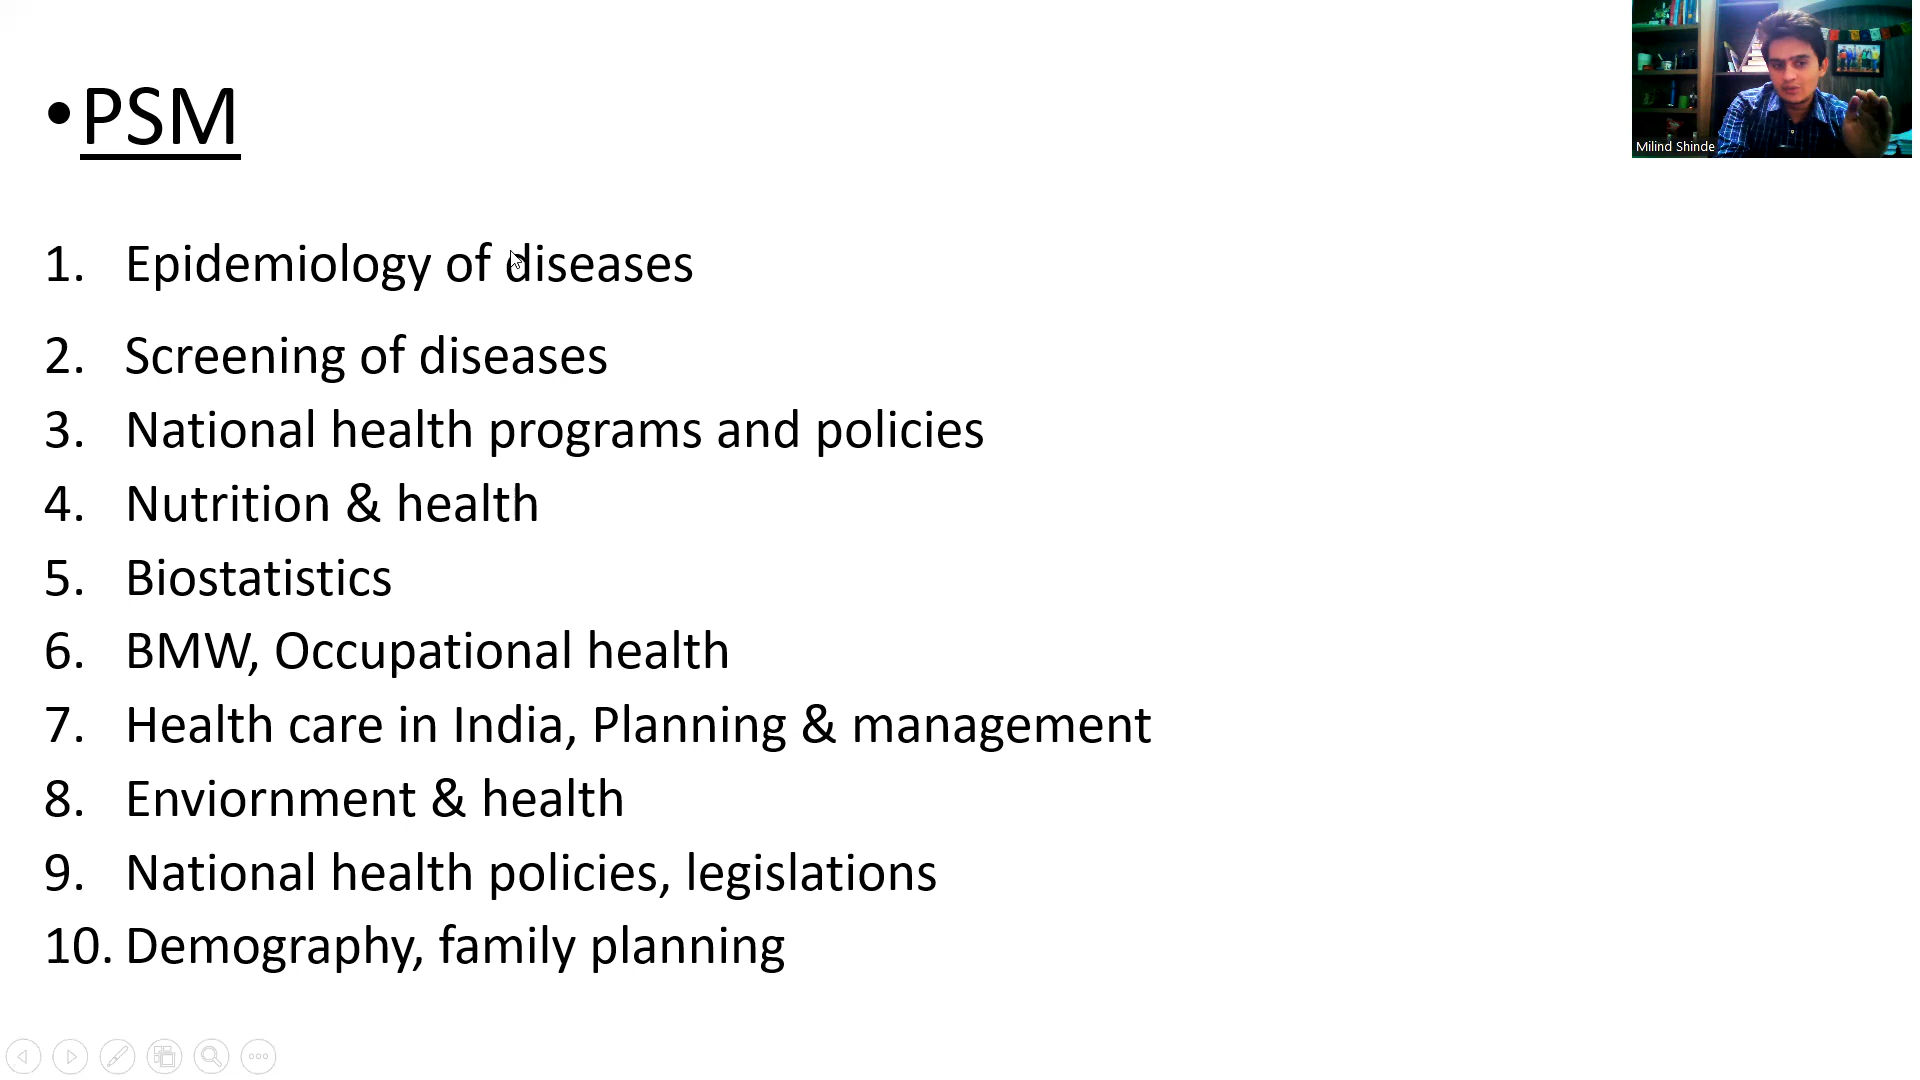 •PSM
Milind Shinde
1. Epidemiology of diseases
2. Screening of diseases
3. National health programs and policies
4. Nutrition & health
5. Biostatistics
6. BMW, Occupational health
7. Health care in India, Planning & management
8. Enviornment & health
9. National health policies, legislations
10. Demography, family planning